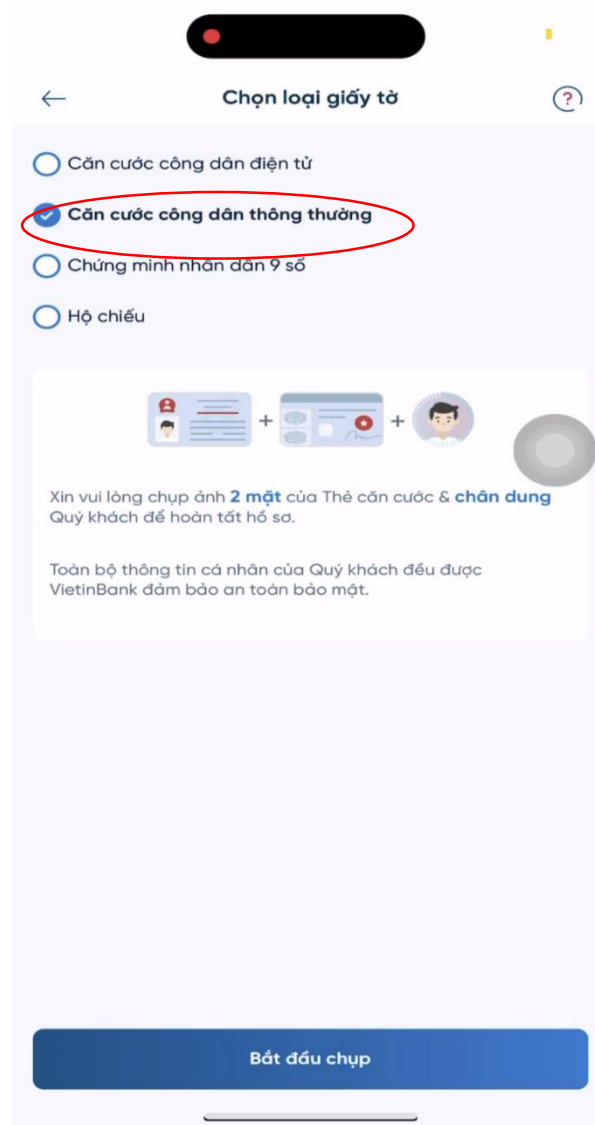 Chọn loại giấy tờ
?
Căn cước công dân điện tử
Căn cước công dân thông thường
Chứng minh nhân dân 9 số
Hộ chiếu
+ +
Xin vui lòng chụp ảnh 2 mặt của Thẻ căn cước & chân dung
Quý khách để hoàn tất hồ sơ.
Toàn bộ thông tin cá nhân của Quý khách đều được
VietinBank đảm bảo an toàn bảo mật.
Bắt đầu chụp